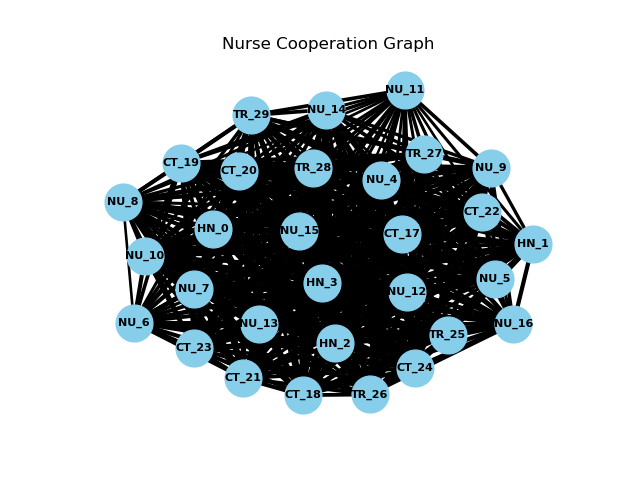 Nurse Cooperation Graph
NU_11
NU_14
TR_29
TR_27
CT_19
CT_20
TR_28
NU_4
NU_9
NU_8
CT_22
HN_0
NU_15
CT_17
HN_1
NU_10
NU_5
HN_3
NU_7
NU_12
NU_6
NU_13
NU_16
TR_25
CT_23
HN_2
CT_24
CT_21
CT_18
TR_26